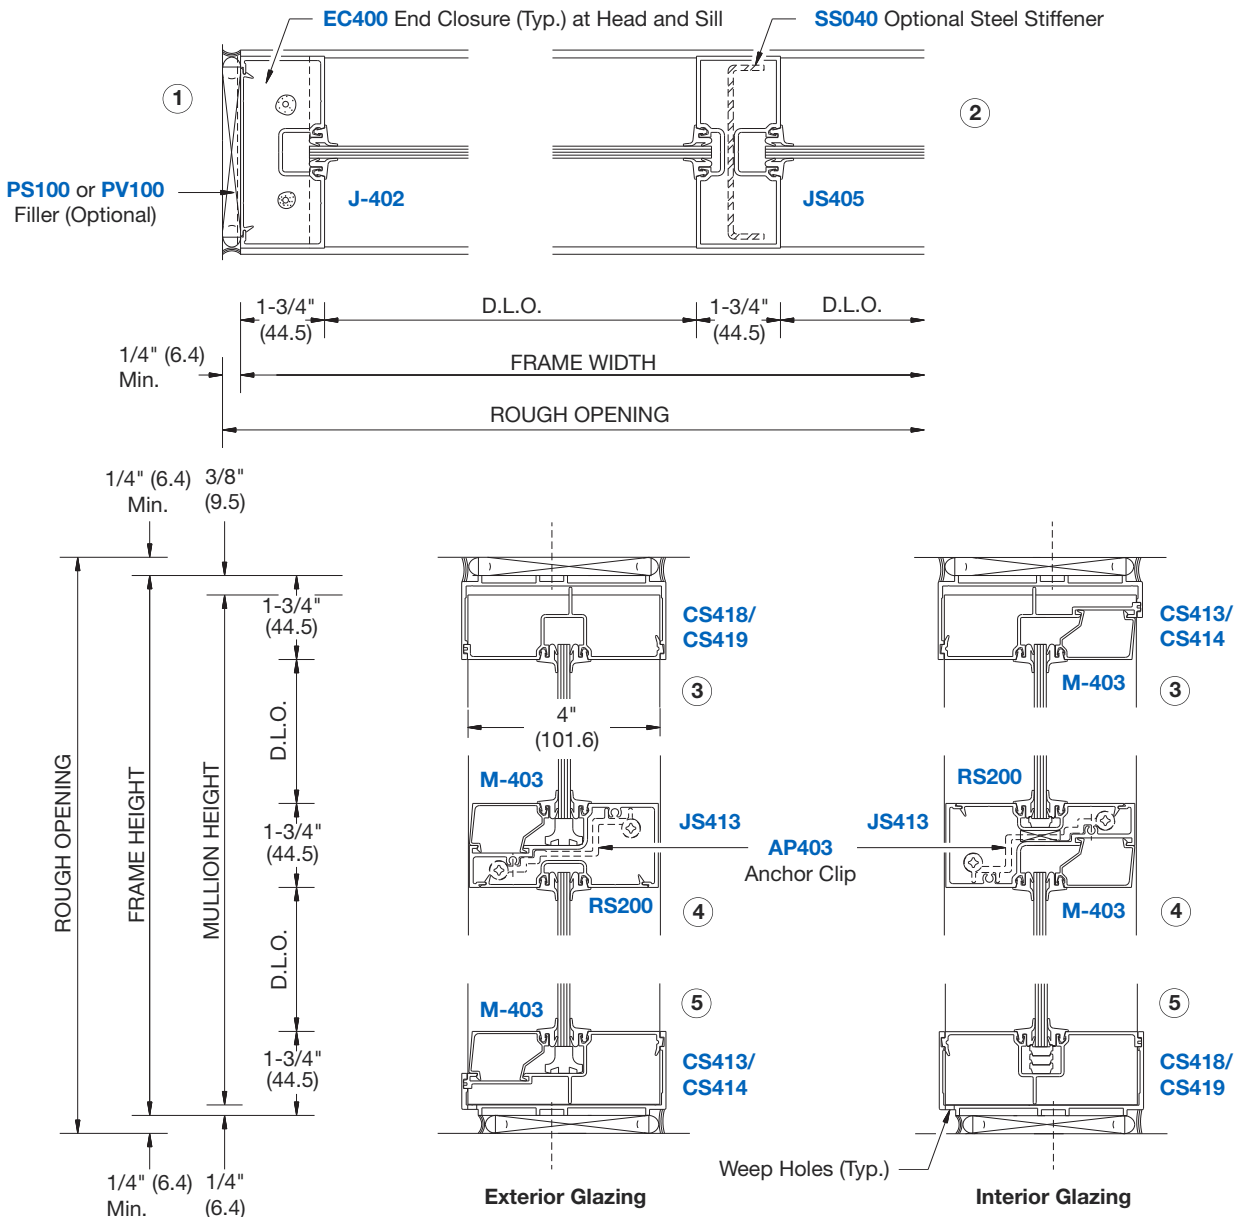 EC400 End Closure (Typ.) at Head and Sill
SS040 Optional Steel Stiffener
1
2
PS100 or PV100
Filler (Optional)
J-402
JS405
1-3/4"
(44.5)
D.L.O.
1-3/4"
(44.5)
D.L.O.
1/4" (6.4)
Min.
FRAME WIDTH
ROUGH OPENING
1/4" (6.4)
Min.
3/8"
(9.5)
ROUGH OPENING
FRAME HEIGHT
MULLION HEIGHT
1-3/4"
(44.5)
D.L.O.
1-3/4"
(44.5)
D.L.O.
1-3/4"
(44.5)
1/4" (6.4)
Min.
1/4"
(6.4)
CS418/
CS419
3
4"
(101.6)
M-403
JS413
RS200
4
M-403
5
CS413/
CS414
Exterior Glazing
AP403
Anchor Clip
CS413/
CS414
M-403
3
RS200
JS413
M-403
4
5
CS418/
CS419
Weep Holes (Typ.)
Interior Glazing